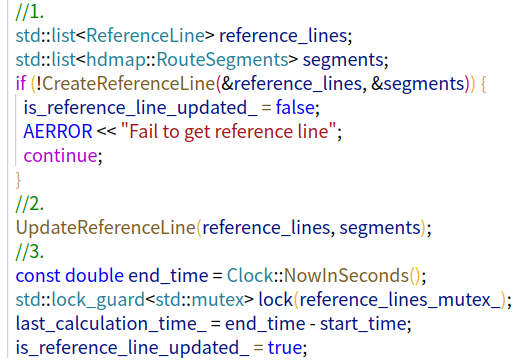 //1.
std::list<ReferenceLine> reference_lines;
std::list<hdmap::RouteSegments> segments;
if (!CreateReferenceLine(&reference_lines, &segments)) {
  is_reference_line_updated_ = false;
  AERROR << "Fail to get reference line";
  continue;
}
//2.
UpdateReferenceLine(reference_lines, segments);
//3.
const double end_time = Clock::NowInSeconds();
std::lock_guard<std::mutex> lock(reference_lines_mutex_);
last_calculation_time_ = end_time - start_time;
is_reference_line_updated_ = true;